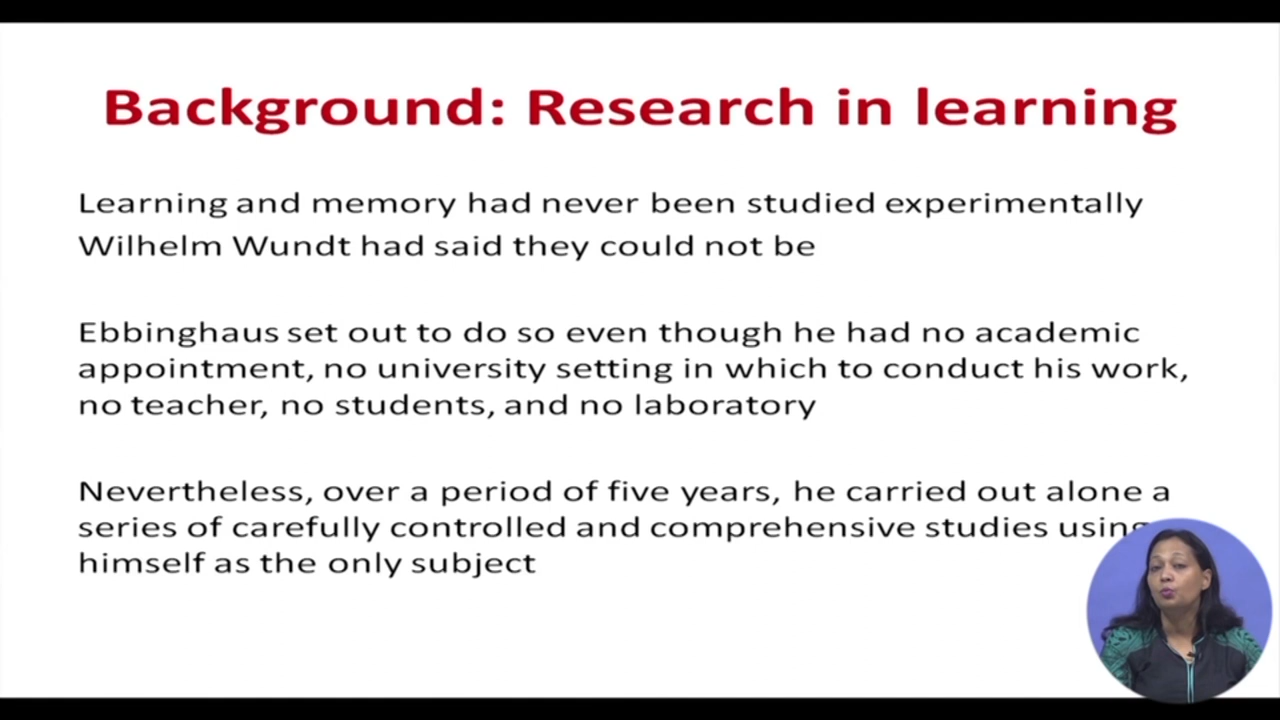 Background: Research in learning
Learning and memory had never been studied experimentally
Wilhelm Wundt had said they could not be
Ebbinghaus set out to do so even though he had no academic
appointment, no university setting in which to conduct his work,
no teacher, no students, and no laboratory
Nevertheless, over a period of five years, he carried out alone a
series of carefully controlled and comprehensive studies using
himself as the only subject